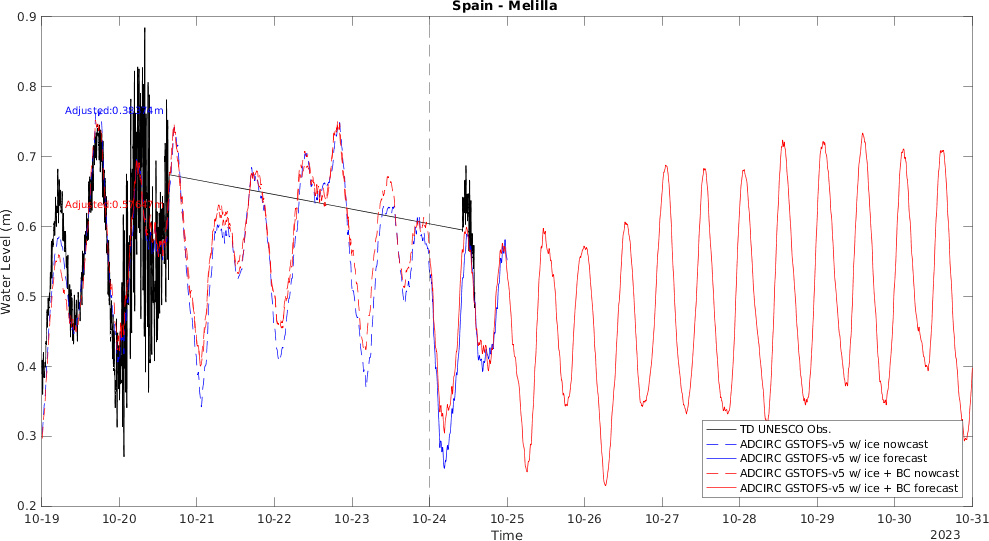 Spain - Melilla
0.9
0.8
0.7
0.6
0.5
0.4
0.3
0.2
Water Level (m)
10-19
10-20
10-21
10-22
10-23
10-24
10-25
10-26
10-27
10-28
10-29
10-30
10-31
Time
2023
TD UNESCO Obs.
ADCIRC GSTOFS-v5 w/ ice nowcast
ADCIRC GSTOFS-v5 w/ ice forecast
ADCIRC GSTOFS-v5 w/ ice + BC nowcast
ADCIRC GSTOFS-v5 w/ ice + BC forecast